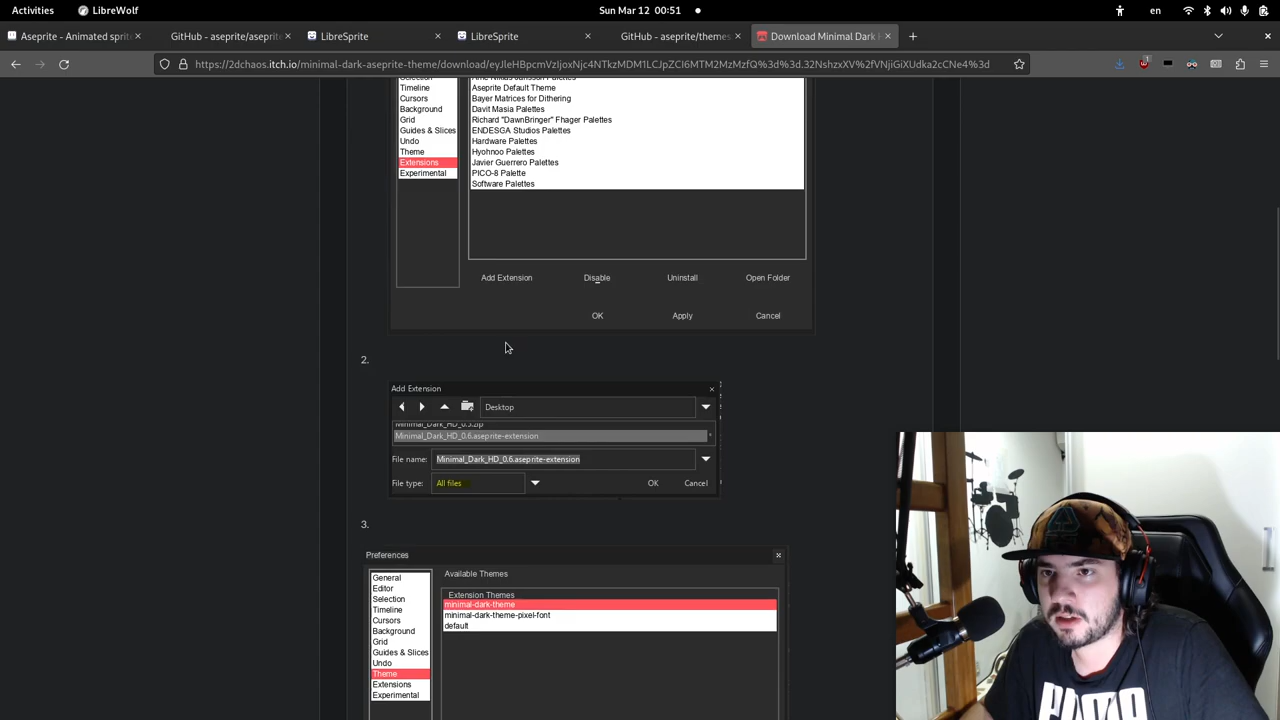 Activities
LibreWolf
Sun Mar 12 00:51
en
Aseprite - Animated sprit
GitHub - aseprite/aseprite
LibreSprite
LibreSprite
GitHub - aseprite/themes
Download Minimal Dark
Timeline
Cursors
Background
Grid
Guides & Slices
Undo
Theme
Extensions
Experimental
Aseprite Default Theme
Bayer Matrices for Dithering
Davit Masia Palettes
Richard "DawnBringer" Fhager Palettes
ENDESGA Studios Palettes
Hardware Palettes
Hyohnoo Palettes
Javier Guerrero Palettes
PICO-8 Palette
Software Palettes
Add Extension
Disable
Uninstall
Open Folder
OK
Apply
Cancel
2.
Add Extension
Desktop
Minimal_Dark_HD_0.6.aseprite-extension
File name:
Minimal_Dark_HD_0.6.aseprite-extension
File type:
All files
OK
Cancel
3.
Preferences
General
Editor
Selection
Timeline
Cursors
Background
Grid
Guides & Slices
Undo
Theme
Extensions
Experimental
Available Themes
Extension Themes
minimal-dark-theme
minimal-dark-theme-pixel-font
default